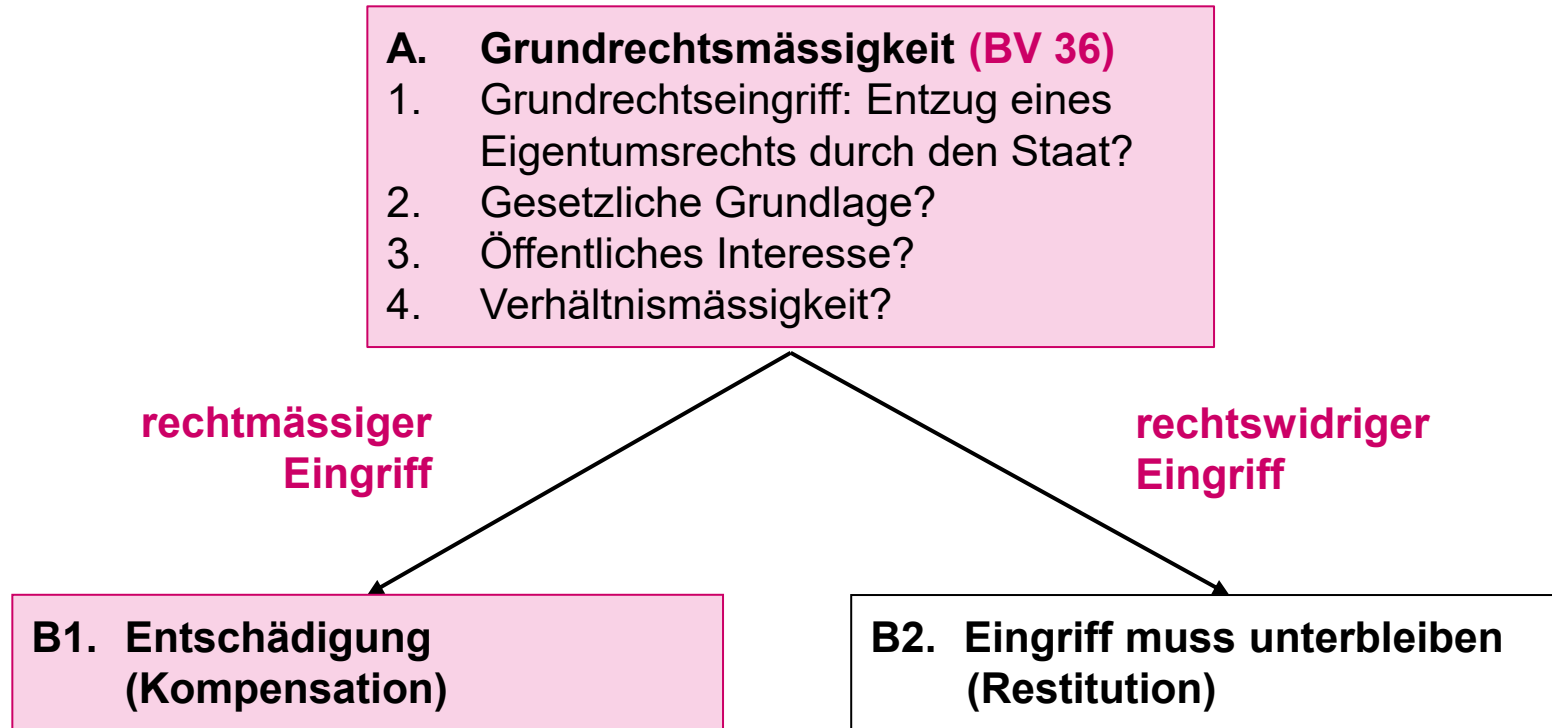 A. Grundrechtsmässigkeit (BV 36)
1. Grundrechtseingriff: Entzug eines
Eigentumsrechts durch den Staat?
2. Gesetzliche Grundlage?
3. Öffentliches Interesse?
4. Verhältnismässigkeit?
rechtmässiger
Eingriff
rechtswidriger
Eingriff
B1. Entschädigung
(Kompensation)
B2. Eingriff muss unterbleiben
(Restitution)